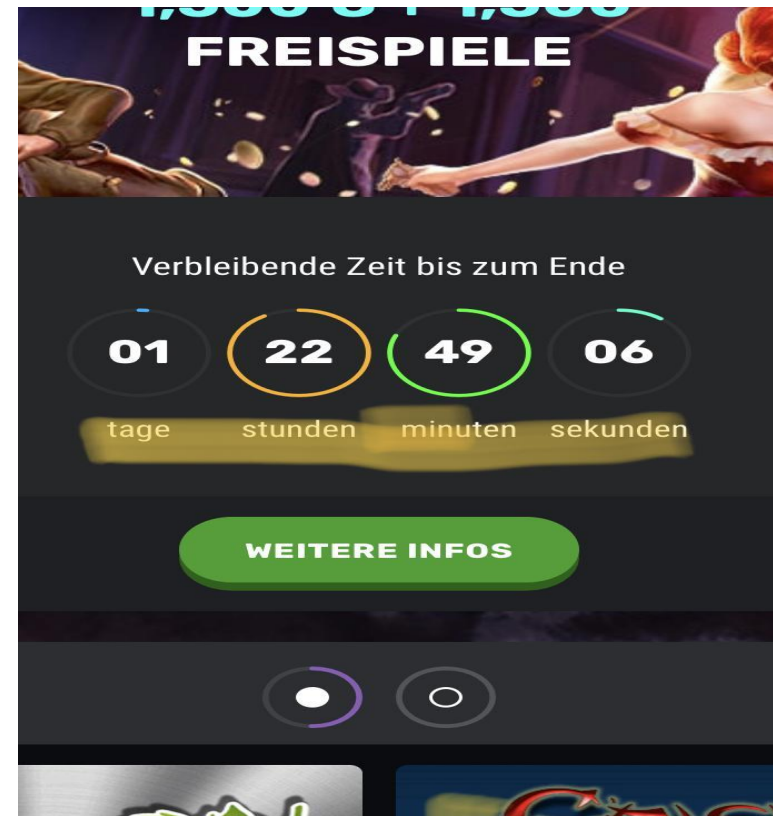 FREISPIELE
Verbleibende Zeit bis zum Ende
01 22 49 06
tage stunden minuten sekunden
WEITERE INFOS